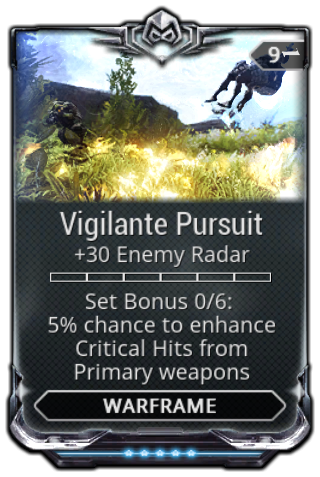 9
Vigilante Pursuit
+30 Enemy Radar
Set Bonus 0/6:
5% chance to enhance
Critical Hits from
Primary weapons
WARFRAME